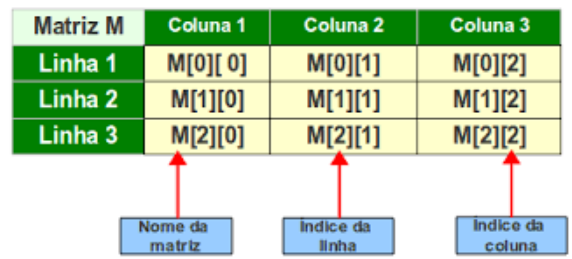 Matriz M Coluna 1 Coluna 2 Coluna 3
Linha 1 M[0][ 0] M[0][1] M[0][2]
Linha 2 M[1][0] M[1][1] M[1][2]
Linha 3 M[2][0] M[2][1] M[2][2]
Nome da matriz
Índice da linha
Índice da coluna